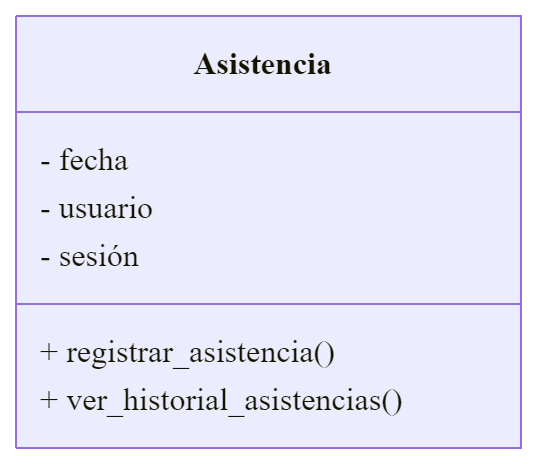 Asistencia
- fecha
- usuario
- sesión
+ registrar_asistencia()
+ ver_historial_asistencias()